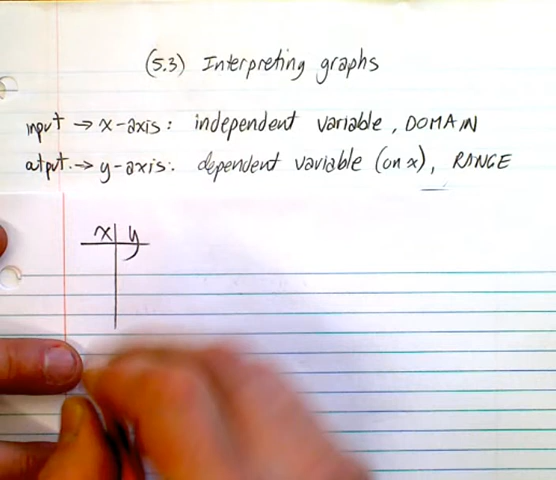 (5.3) Interpreting graphs
input → x-axis: independent variable, DOMAIN
output → y-axis: dependent variable (on x), RANGE
x y